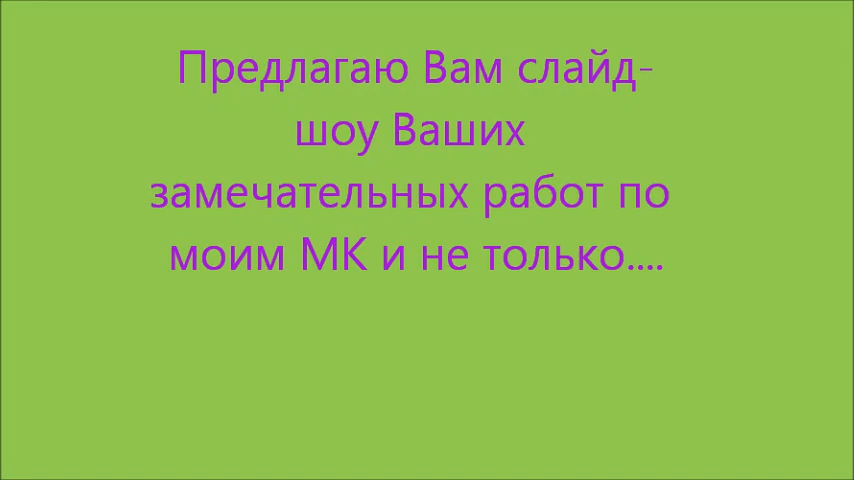 Предлагаю Вам слайд-
шоу Ваших
замечательных работ по
моим МК и не только....